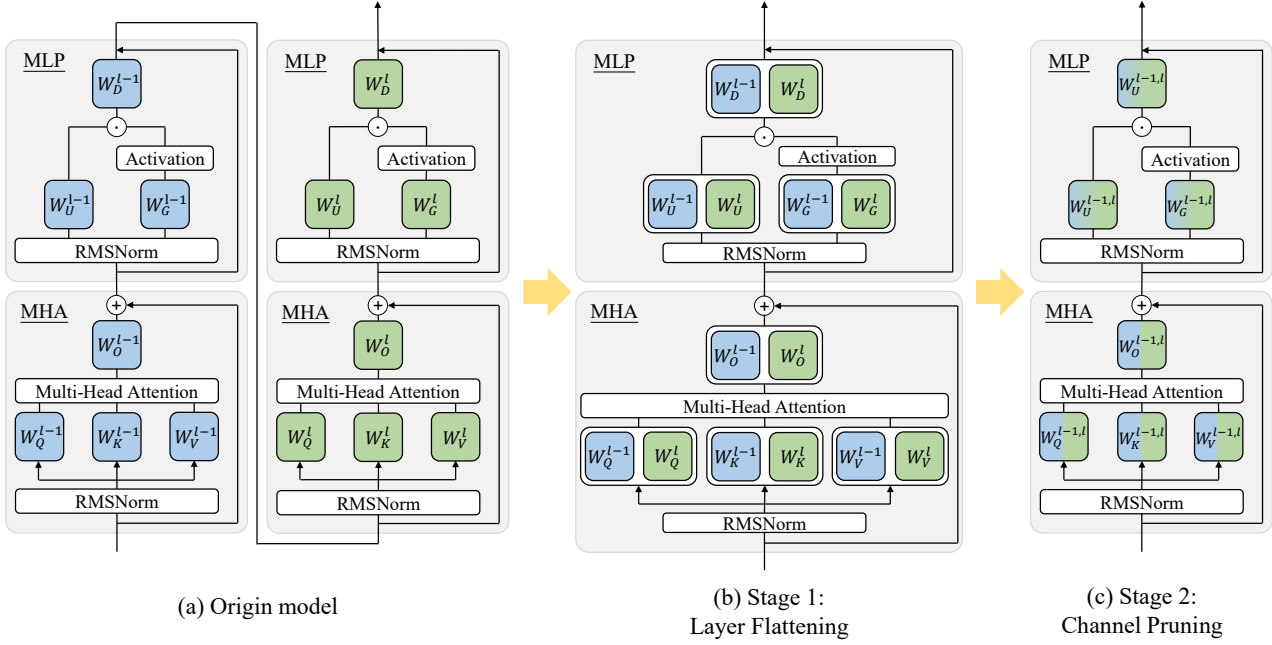 MLP
W_D^{l-1}
Activation
W_U^{l-1}
W_G^{l-1}
RMSNorm
+
MHA
W_O^{l-1}
Multi-Head Attention
W_Q^{l-1}
W_K^{l-1}
W_V^{l-1}
RMSNorm
MLP
W_D^l
Activation
W_U^l
W_G^l
RMSNorm
+
MHA
W_O^l
Multi-Head Attention
W_Q^l
W_K^l
W_V^l
RMSNorm
(a) Origin model
MLP
W_D^{l-1} W_D^l
Activation
W_U^{l-1} W_U^l
W_G^{l-1} W_G^l
RMSNorm
+
MHA
W_O^{l-1} W_O^l
Multi-Head Attention
W_Q^{l-1} W_Q^l
W_K^{l-1} W_K^l
W_V^{l-1} W_V^l
RMSNorm
(b) Stage 1:
Layer Flattening
MLP
W_U^{l-1,l}
Activation
W_U^{l-1,l}
W_G^{l-1,l}
RMSNorm
+
MHA
W_O^{l-1,l}
Multi-Head Attention
W_Q^{l-1,l}
W_K^{l-1,l}
W_V^{l-1,l}
RMSNorm
(c) Stage 2:
Channel Pruning